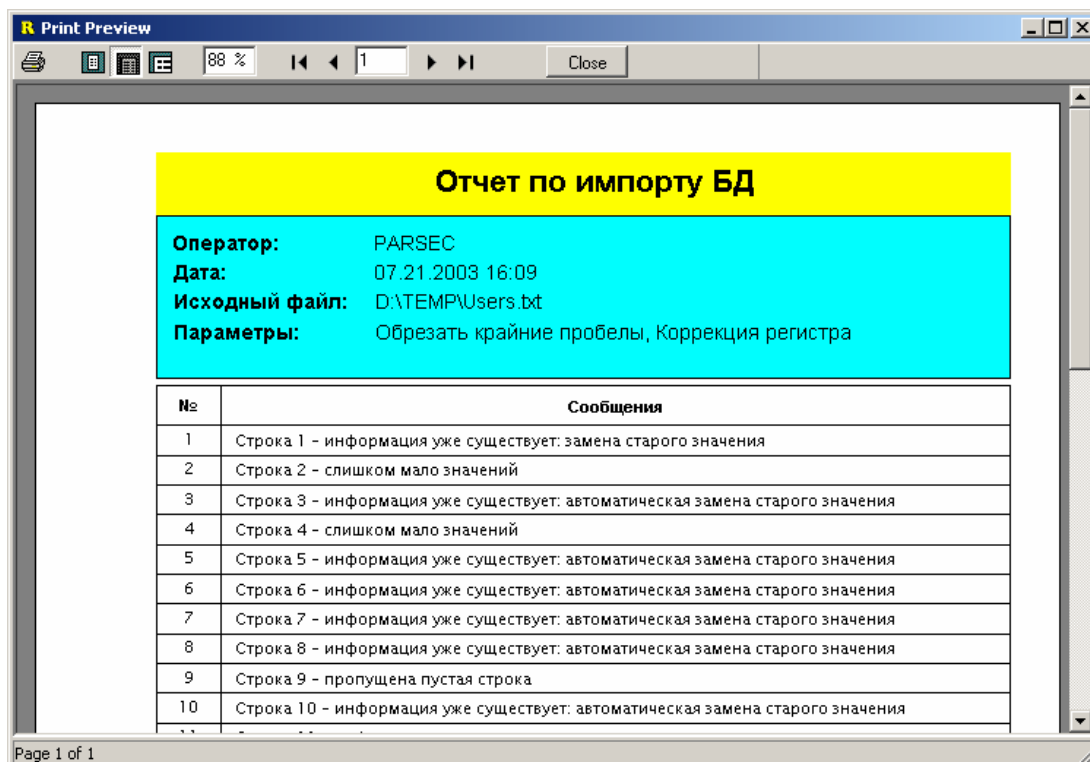 R Print Preview
88 % 1 Close
Отчет по импорту БД
Оператор: PARSEC
Дата: 07.21.2003 16:09
Исходный файл: D:\TEMP\Users.txt
Параметры: Обрезать крайние пробелы, Коррекция регистра
№ Сообщения
1 Строка 1 - информация уже существует: замена старого значения
2 Строка 2 - слишком мало значений
3 Строка 3 - информация уже существует: автоматическая замена старого значения
4 Строка 4 - слишком мало значений
5 Строка 5 - информация уже существует: автоматическая замена старого значения
6 Строка 6 - информация уже существует: автоматическая замена старого значения
7 Строка 7 - информация уже существует: автоматическая замена старого значения
8 Строка 8 - информация уже существует: автоматическая замена старого значения
9 Строка 9 - пропущена пустая строка
10 Строка 10 - информация уже существует: автоматическая замена старого значения
Page 1 of 1